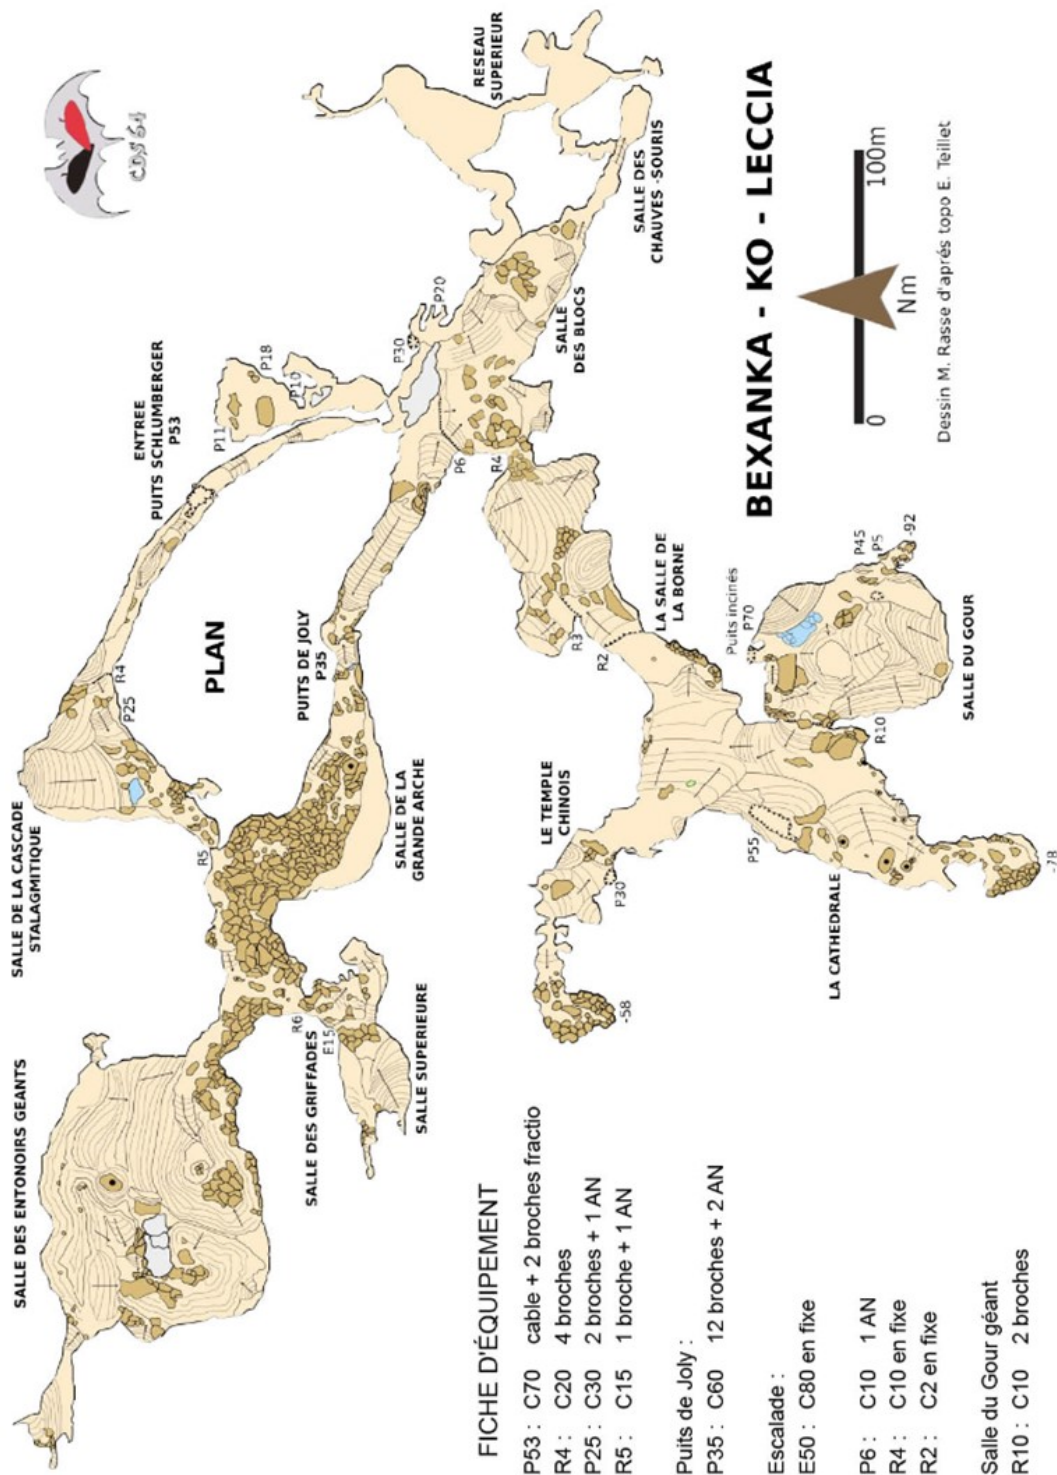 CDS 64
RESEAU
SUPERIEUR
SALLE DES
CHAUVES -SOURIS
SALLE
DES BLOCS
P20
P30
P18
P10
P11
ENTREE
PUITS SCHLUMBERGER
P53
P6
R4
PLAN
R4
P25
SALLE DE LA CASCADE
STALAGMITIQUE
R5
PUITS DE JOLY
P35
SALLE DE LA
GRANDE ARCHE
R3
R2
LA SALLE DE
LA BORNE
Puits incinés
P70
P45
P5
-92
SALLE DU GOUR
R10
LE TEMPLE
CHINOIS
P30
P55
LA CATHEDRALE
-78
-58
R6
E15
SALLE DES GRIFFADES
SALLE SUPERIEURE
SALLE DES ENTONOIRS GEANTS
BEXANKA - KO - LECCIA
0
100m
Nm
Dessin M. Rasse d'aprés topo E. Teillet
FICHE D'ÉQUIPEMENT
P53 : C70 cable + 2 broches fractio
R4 : C20 4 broches
P25 : C30 2 broches + 1 AN
R5 : C15 1 broche + 1 AN
Puits de Joly :
P35 : C60 12 broches + 2 AN
Escalade :
E50 : C80 en fixe
P6 : C10 1 AN
R4 : C10 en fixe
R2 : C2 en fixe
Salle du Gour géant
R10 : C10 2 broches